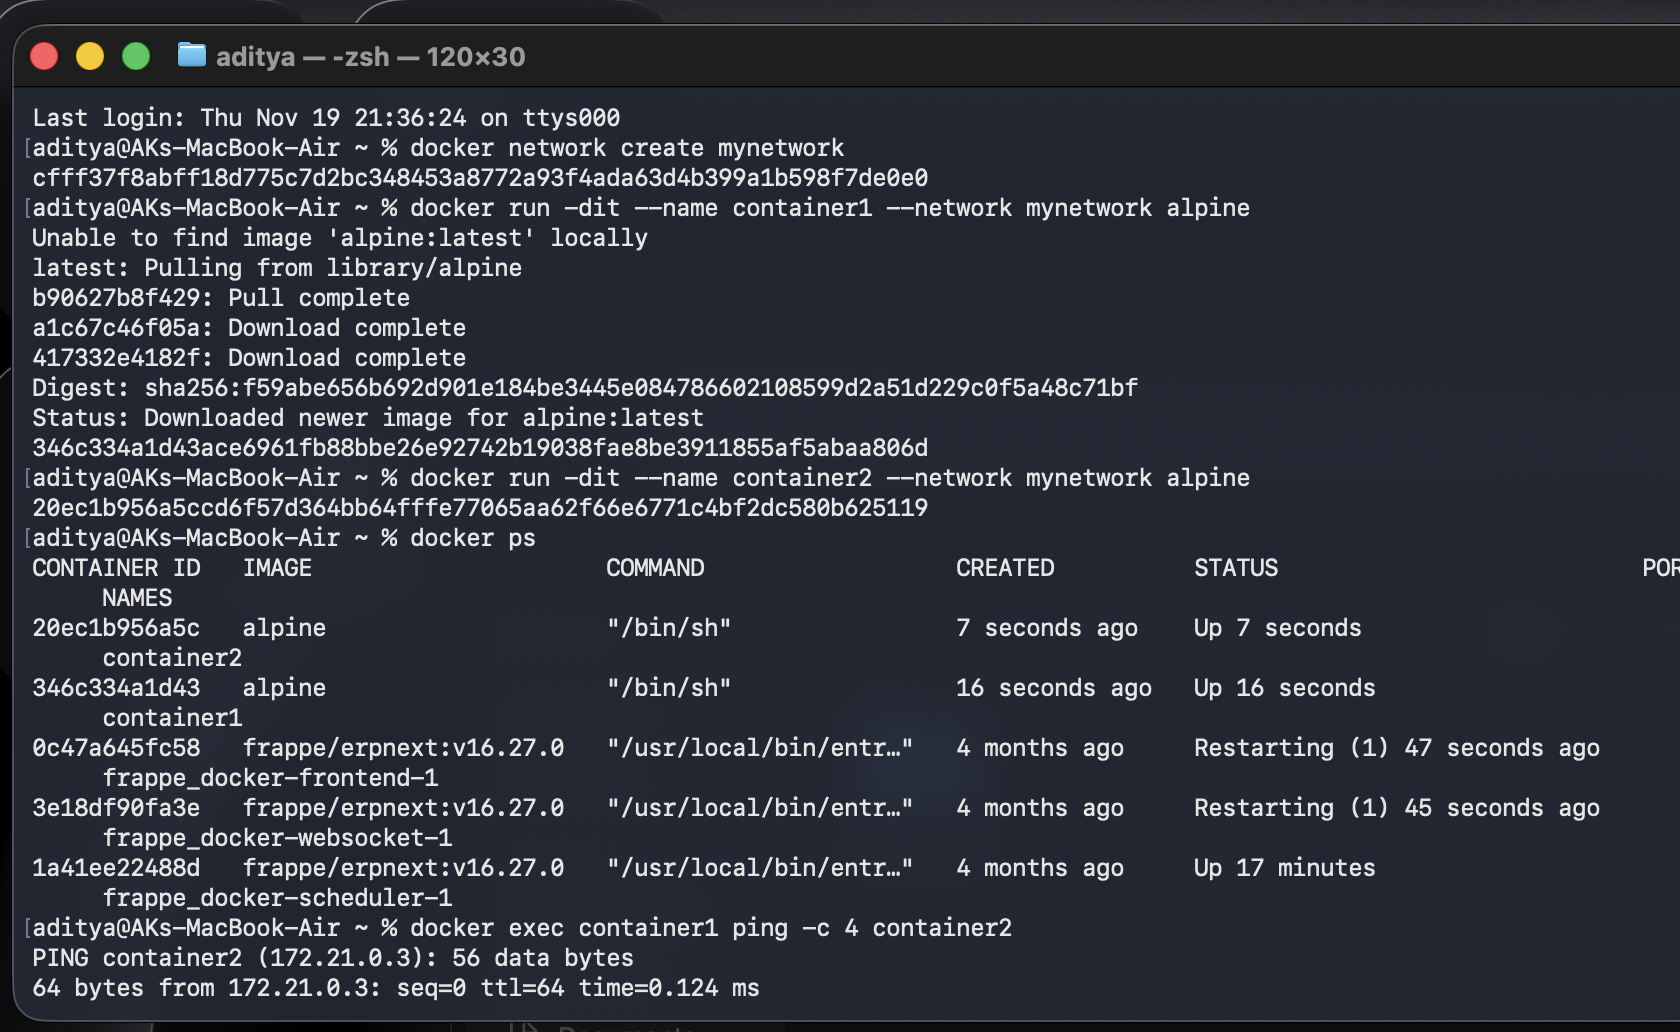 aditya — -zsh — 120×30
Last login: Thu Nov 19 21:36:24 on ttys000
[aditya@AKs-MacBook-Air ~ % docker network create mynetwork
cfff37f8abff18d775c7d2bc348453a8772a93f4ada63d4b399a1b598f7de0e0
[aditya@AKs-MacBook-Air ~ % docker run -dit --name container1 --network mynetwork alpine
Unable to find image 'alpine:latest' locally
latest: Pulling from library/alpine
b90627b8f429: Pull complete
a1c67c46f05a: Download complete
417332e4182f: Download complete
Digest: sha256:f59abe656b692d901e184be3445e084786602108599d2a51d229c0f5a48c71bf
Status: Downloaded newer image for alpine:latest
346c334a1d43ace6961fb88bbe26e92742b19038fae8be3911855af5abaa806d
[aditya@AKs-MacBook-Air ~ % docker run -dit --name container2 --network mynetwork alpine
20ec1b956a5ccd6f57d364bb64fffe77065aa62f66e6771c4bf2dc580b625119
[aditya@AKs-MacBook-Air ~ % docker ps
CONTAINER ID   IMAGE                     COMMAND                  CREATED          STATUS                          POR
     NAMES
20ec1b956a5c   alpine                    "/bin/sh"                7 seconds ago    Up 7 seconds
     container2
346c334a1d43   alpine                    "/bin/sh"                16 seconds ago   Up 16 seconds
     container1
0c47a645fc58   frappe/erpnext:v16.27.0   "/usr/local/bin/entr…"   4 months ago     Restarting (1) 47 seconds ago
     frappe_docker-frontend-1
3e18df90fa3e   frappe/erpnext:v16.27.0   "/usr/local/bin/entr…"   4 months ago     Restarting (1) 45 seconds ago
     frappe_docker-websocket-1
1a41ee22488d   frappe/erpnext:v16.27.0   "/usr/local/bin/entr…"   4 months ago     Up 17 minutes
     frappe_docker-scheduler-1
[aditya@AKs-MacBook-Air ~ % docker exec container1 ping -c 4 container2
PING container2 (172.21.0.3): 56 data bytes
64 bytes from 172.21.0.3: seq=0 ttl=64 time=0.124 ms